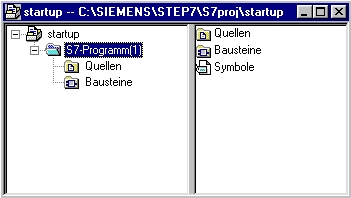 startup -- C:\SIEMENS\STEP7\S7proj\startup
startup
S7-Programm(1)
Quellen
Bausteine
Quellen
Bausteine
Symbole